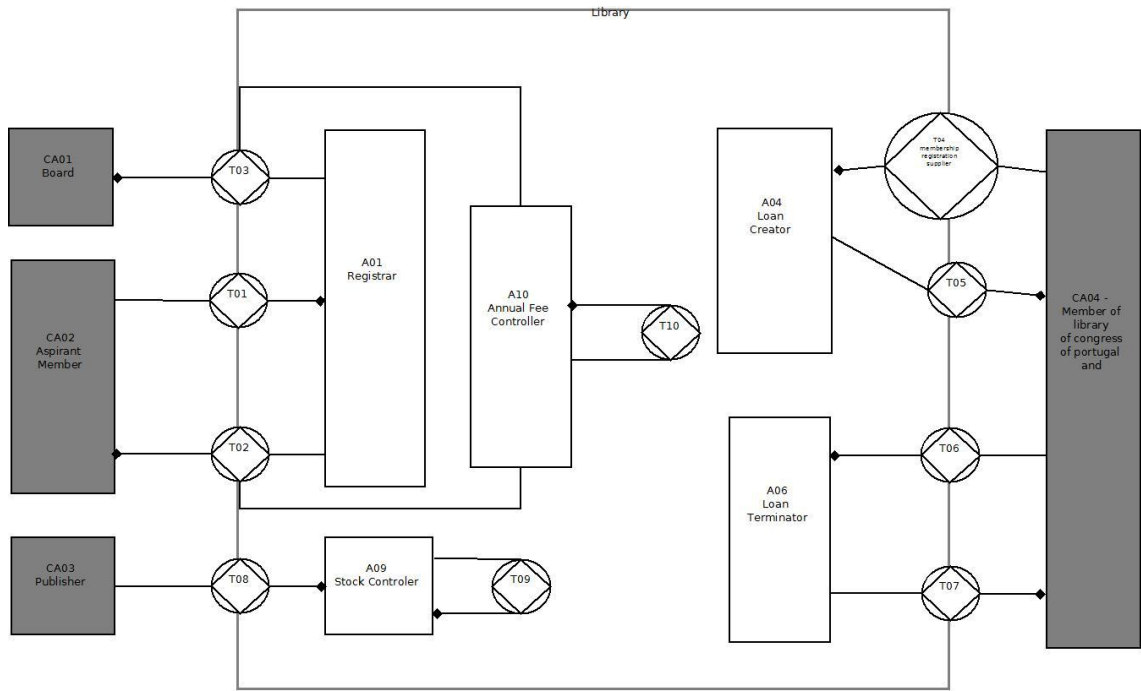 Library
CA01
Board
T03
A01
Registrar
CA02
Aspirant
Member
T01
T02
A10
Annual Fee
Controller
T10
CA03
Publisher
T08
A09
Stock Controler
T09
A04
Loan
Creator
T04
membership
registration
supplier
T05
CA04 -
Member of
library
of congress
of portugal
and
A06
Loan
Terminator
T06
T07